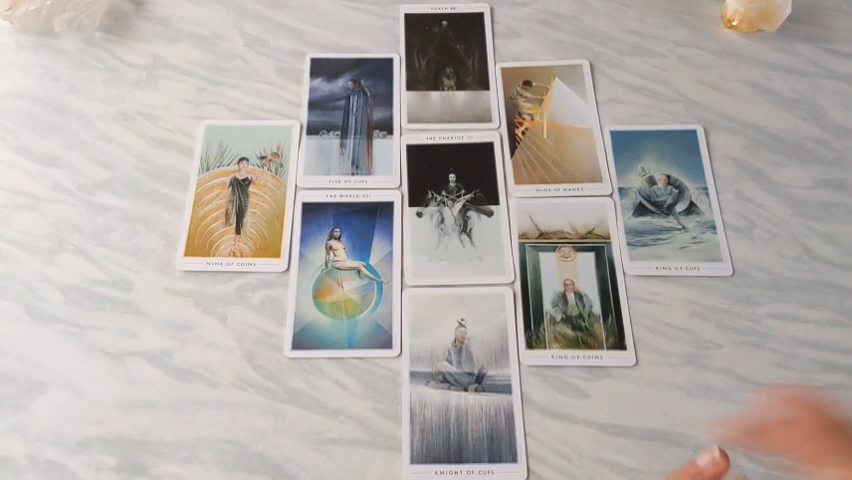 DEATH XIII
FIVE OF CUPS
THE CHARIOT VII
NINE OF WANDS
NINE OF COINS
THE WORLD XXI
KING OF CUPS
KING OF COINS
KNIGHT OF CUPS